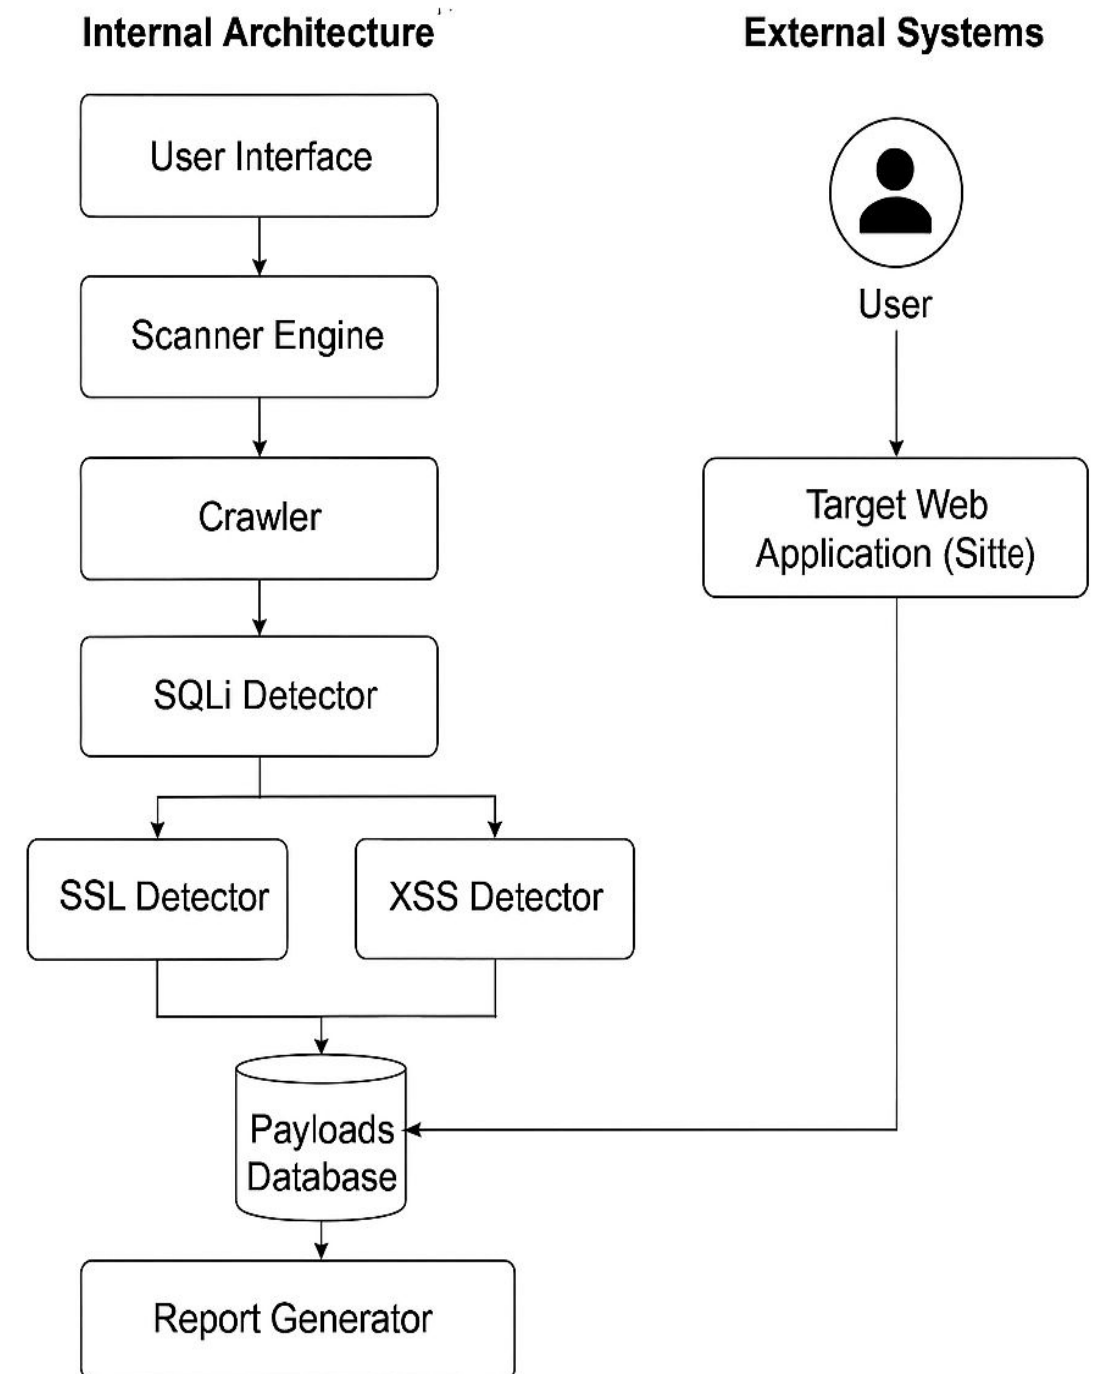 Internal Architecture
External Systems
User Interface
Scanner Engine
Crawler
SQLi Detector
SSL Detector
XSS Detector
Payloads
Database
Report Generator
User
Target Web
Application (Sitte)